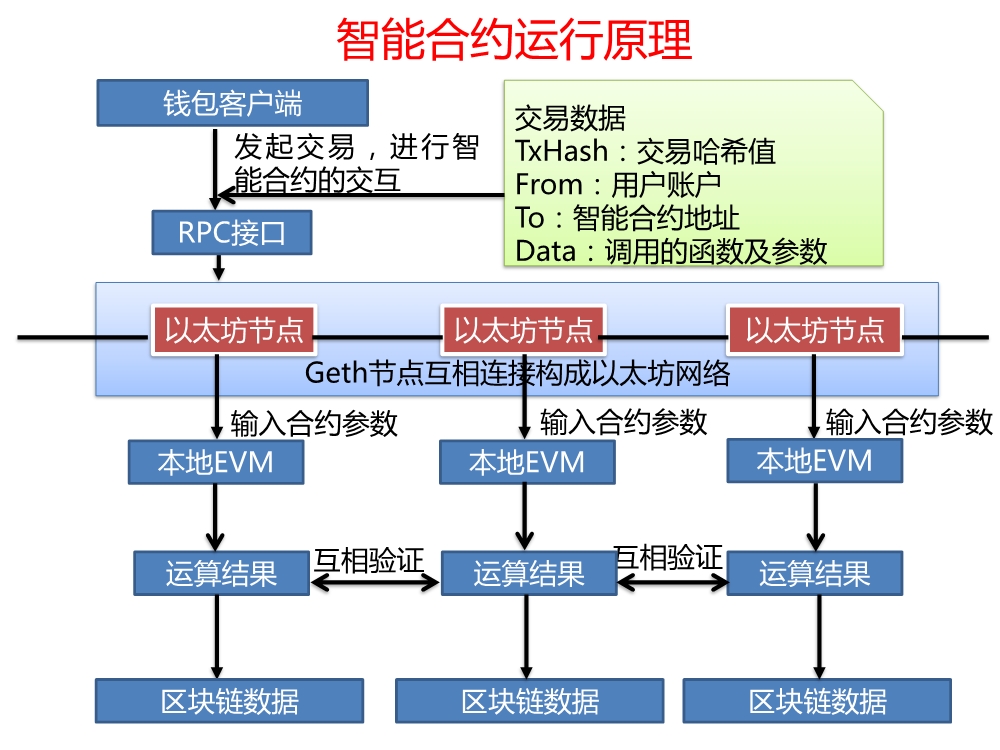 智能合约运行原理
钱包客户端
发起交易，进行智
能合约的交互
交易数据
TxHash：交易哈希值
From：用户账户
To：智能合约地址
Data：调用的函数及参数
RPC接口
以太坊节点
以太坊节点
以太坊节点
Geth节点互相连接构成以太坊网络
输入合约参数
输入合约参数
输入合约参数
本地EVM
本地EVM
本地EVM
运算结果
互相验证
运算结果
互相验证
运算结果
区块链数据
区块链数据
区块链数据